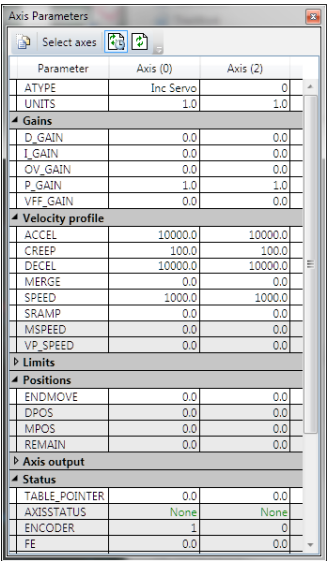 Axis Parameters
Select axes
Parameter Axis (0) Axis (2)
ATYPE Inc Servo 0
UNITS 1.0 1.0
Gains
D_GAIN 0.0 0.0
I_GAIN 0.0 0.0
OV_GAIN 0.0 0.0
P_GAIN 1.0 1.0
VFF_GAIN 0.0 0.0
Velocity profile
ACCEL 10000.0 10000.0
CREEP 100.0 100.0
DECEL 10000.0 10000.0
MERGE 0.0 0.0
SPEED 1000.0 1000.0
SRAMP 0.0 0.0
MSPEED 0.0 0.0
VP_SPEED 0.0 0.0
Limits
Positions
ENDMOVE 0.0 0.0
DPOS 0.0 0.0
MPOS 0.0 0.0
REMAIN 0.0 0.0
Axis output
Status
TABLE_POINTER 0.0 0.0
AXISSTATUS None None
ENCODER 1 0
FE 0.0 0.0